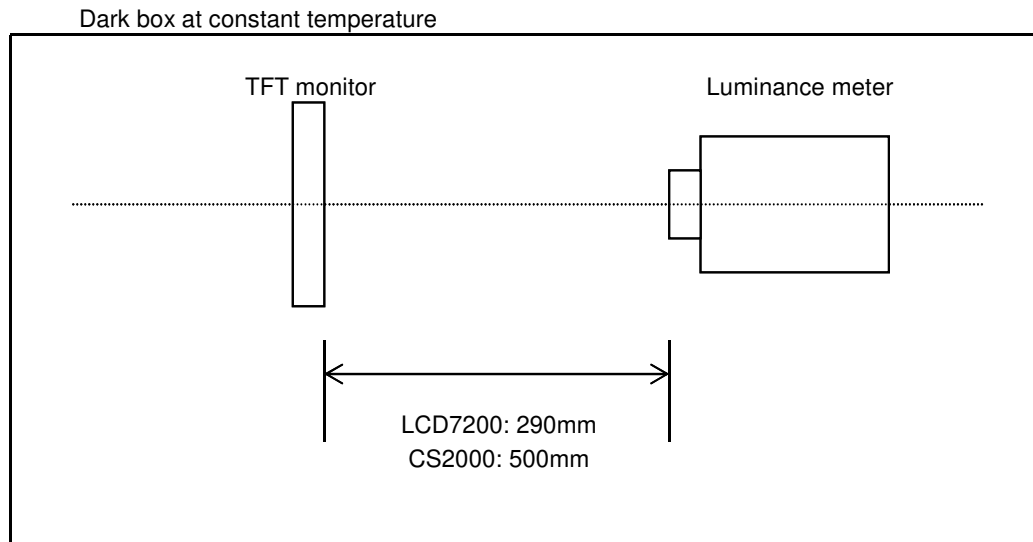 Dark box at constant temperature
TFT monitor
Luminance meter
LCD7200: 290mm
CS2000: 500mm